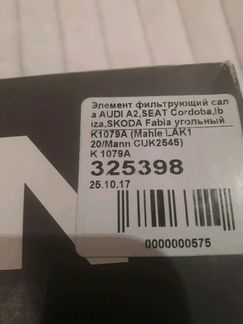 Элемент фильтрующий сал
а AUDI A2,SEAT Cordoba,Ib
iza,SKODA Fabia угольный
K1079A (Mahle LAK1
20/Mann CUK2545)
K 1079A
325398
25.10.17
0000000575
N